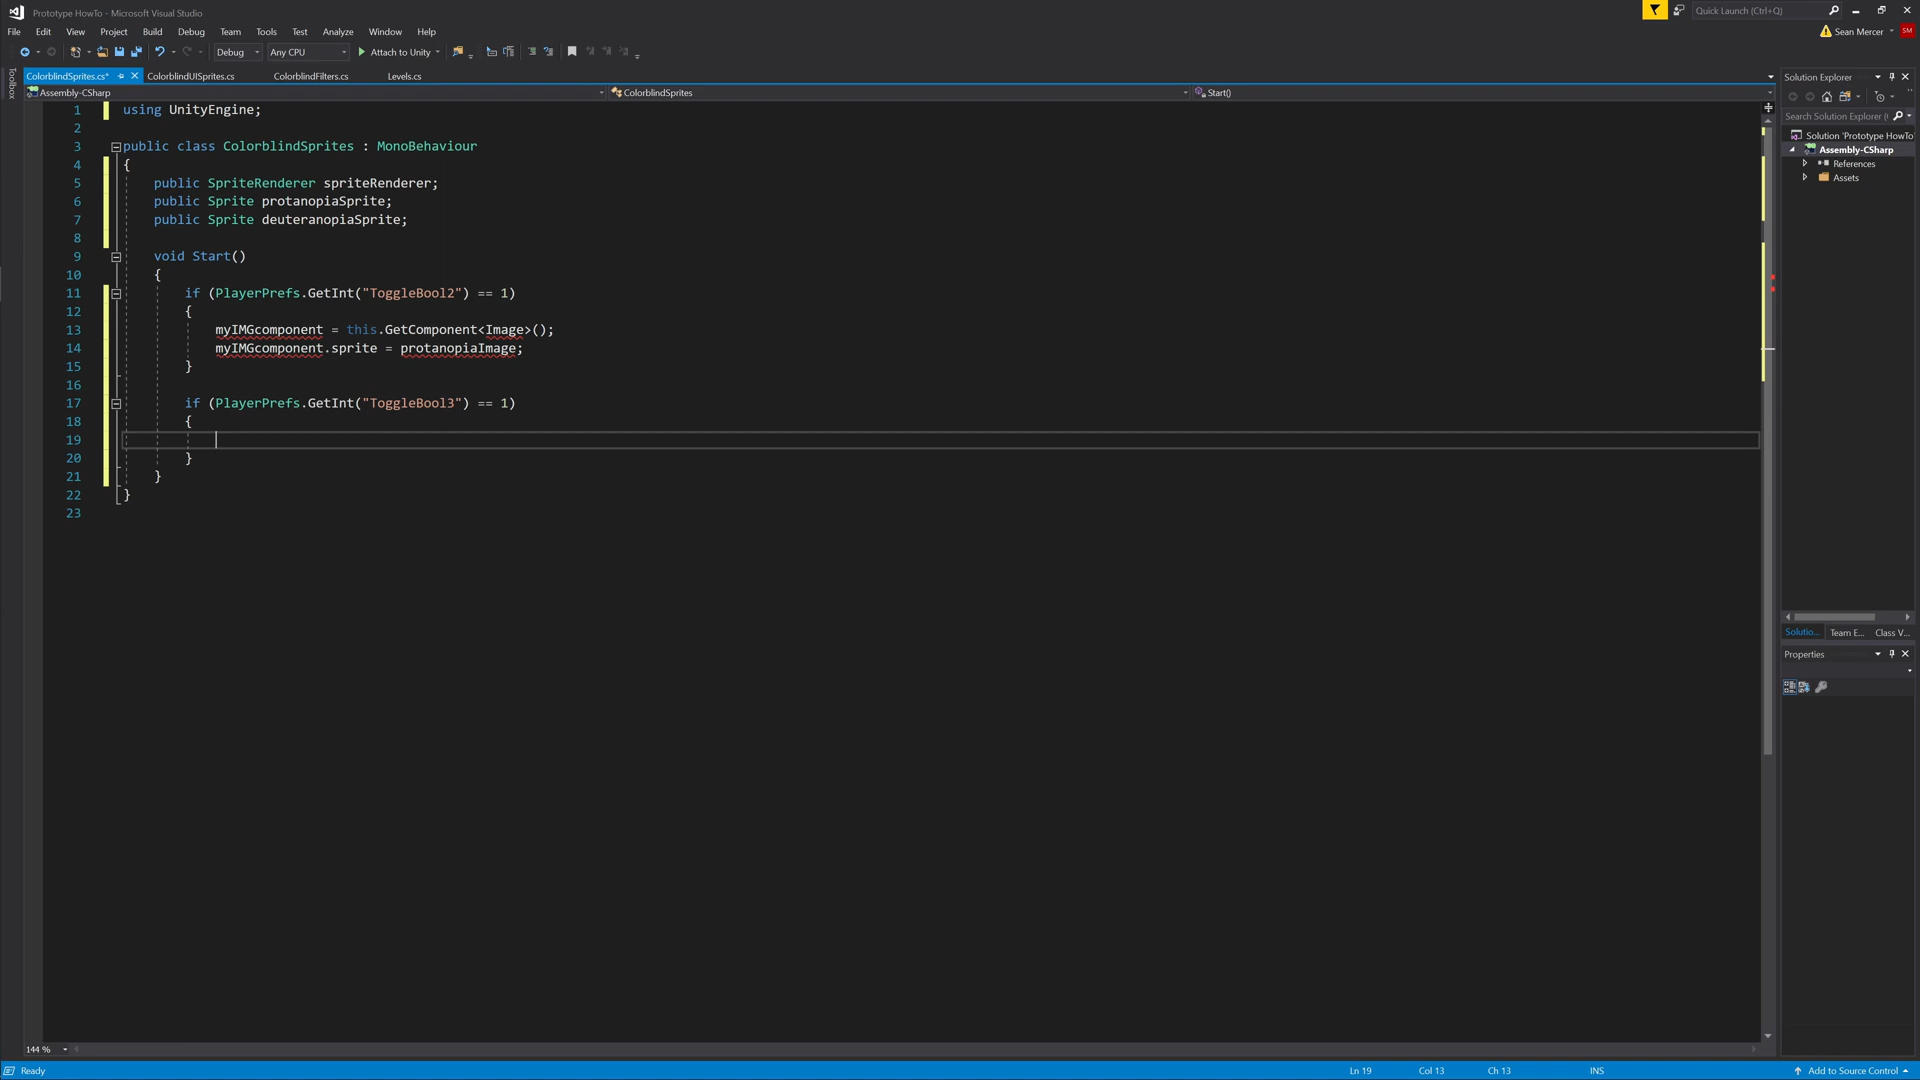 Prototype HowTo - Microsoft Visual Studio
Quick Launch (Ctrl+Q)
File Edit View Project Build Debug Team Tools Test Analyze Window Help
Sean Mercer
SM
Debug
Any CPU
Attach to Unity
Toolbox
ColorblindSprites.cs*
ColorblindUISprites.cs
ColorblindFilters.cs
Levels.cs
Solution Explorer
Assembly-CSharp
ColorblindSprites
Start()
1 using UnityEngine;
2
3 public class ColorblindSprites : MonoBehaviour
4 {
5 public SpriteRenderer spriteRenderer;
6 public Sprite protanopiaSprite;
7 public Sprite deuteranopiaSprite;
8
9 void Start()
10 {
11 if (PlayerPrefs.GetInt("ToggleBool2") == 1)
12 {
13 myIMGcomponent = this.GetComponent<Image>();
14 myIMGcomponent.sprite = protanopiaImage;
15 }
16
17 if (PlayerPrefs.GetInt("ToggleBool3") == 1)
18 {
19
20 }
21 }
22 }
23
Search Solution Explorer (
Solution 'Prototype HowTo'
Assembly-CSharp
References
Assets
Solutio...
Team E...
Class V...
Properties
144 %
Ready
Ln 19
Col 13
Ch 13
INS
Add to Source Control